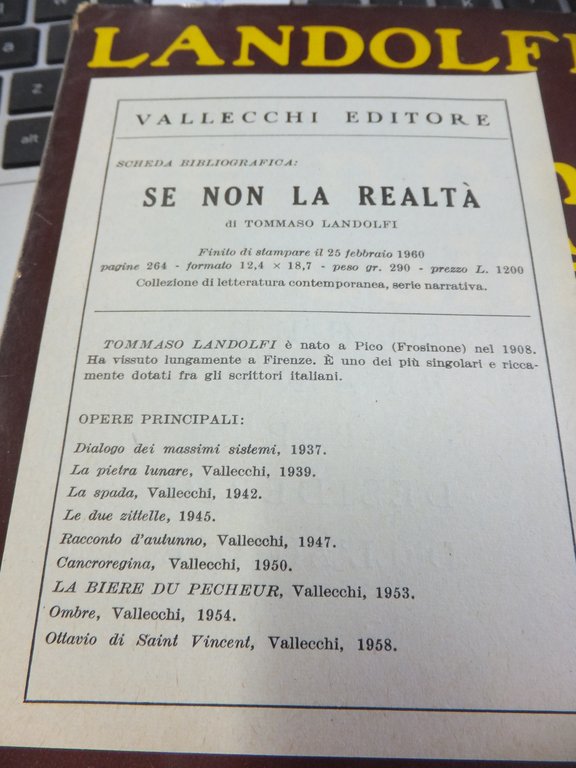 LANDOLFI
VALLECCHI EDITORE
SCHEDA BIBLIOGRAFICA:
SE NON LA REALTÀ
di TOMMASO LANDOLFI
Finito di stampare il 25 febbraio 1960
pagine 264 - formato 12,4 × 18,7 - peso gr. 290 - prezzo L. 1200
Collezione di letteratura contemporanea, serie narrativa.
TOMMASO LANDOLFI è nato a Pico (Frosinone) nel 1908.
Ha vissuto lungamente a Firenze. È uno dei più singolari e ricca-
mente dotati fra gli scrittori italiani.
OPERE PRINCIPALI:
Dialogo dei massimi sistemi, 1937.
La pietra lunare, Vallecchi, 1939.
La spada, Vallecchi, 1942.
Le due zittelle, 1945.
Racconto d'autunno, Vallecchi, 1947.
Cancroregina, Vallecchi, 1950.
LA BIERE DU PECHEUR, Vallecchi, 1953.
Ombre, Vallecchi, 1954.
Ottavio di Saint Vincent, Vallecchi, 1958.
Z
alt